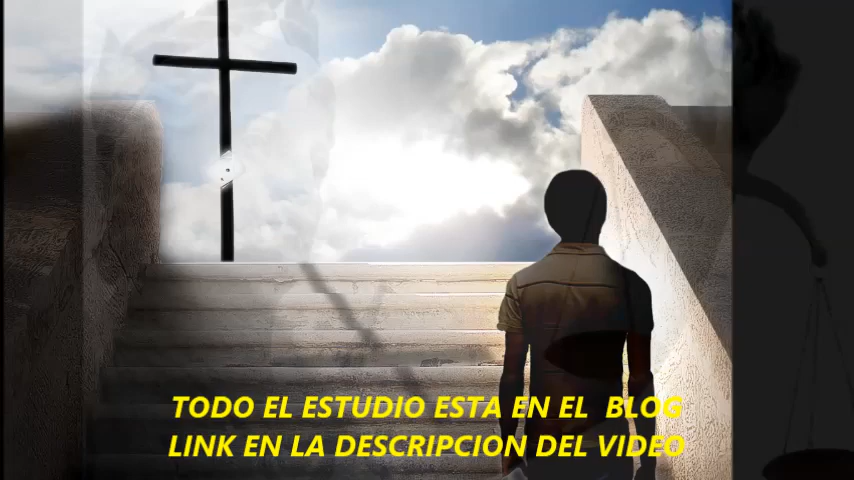 TODO EL ESTUDIO ESTA EN EL BLOG
LINK EN LA DESCRIPCION DEL VIDEO